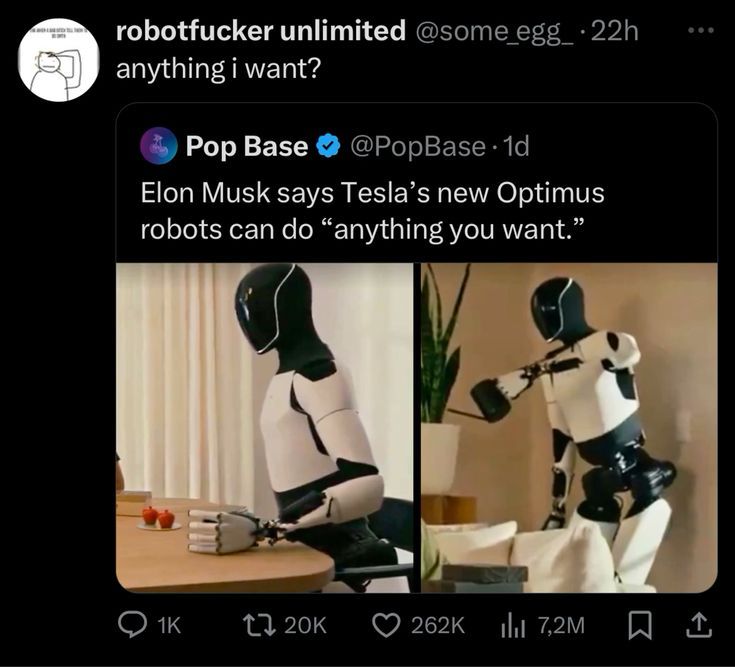 robotfucker unlimited @some_egg_ · 22h
anything i want?
Pop Base @PopBase · 1d
Elon Musk says Tesla’s new Optimus
robots can do “anything you want.”
1K 20K 262K 7,2M